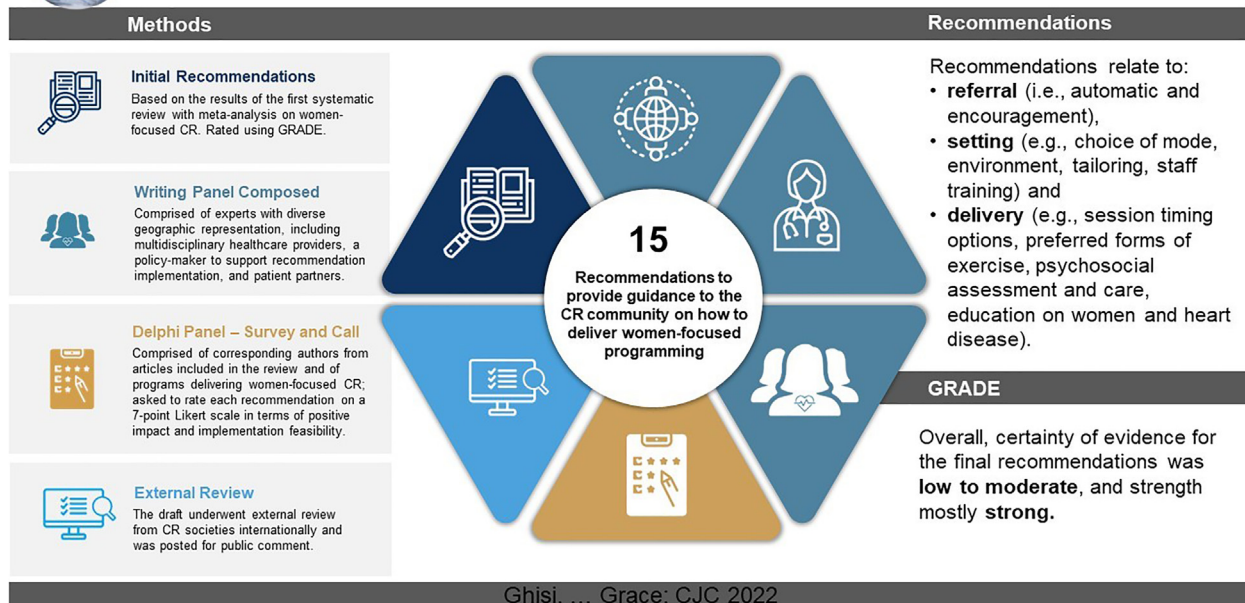 Methods
Initial Recommendations
Based on the results of the first systematic
review with meta-analysis on women-
focused CR. Rated using GRADE.
Writing Panel Composed
Comprised of experts with diverse
geographic representation, including
multidisciplinary healthcare providers, a
policy-maker to support recommendation
implementation, and patient partners.
Delphi Panel – Survey and Call
Comprised of corresponding authors from
articles included in the review and of
programs delivering women-focused CR;
asked to rate each recommendation on a
7-point Likert scale in terms of positive
impact and implementation feasibility.
External Review
The draft underwent external review
from CR societies internationally and
was posted for public comment.
15
Recommendations to
provide guidance to the
CR community on how to
deliver women-focused
programming
Recommendations
Recommendations relate to:
• referral (i.e., automatic and
encouragement),
• setting (e.g., choice of mode,
environment, tailoring, staff
training) and
• delivery (e.g., session timing
options, preferred forms of
exercise, psychosocial
assessment and care,
education on women and heart
disease).
GRADE
Overall, certainty of evidence for
the final recommendations was
low to moderate, and strength
mostly strong.
Ghisi, … Grace; CJC 2022